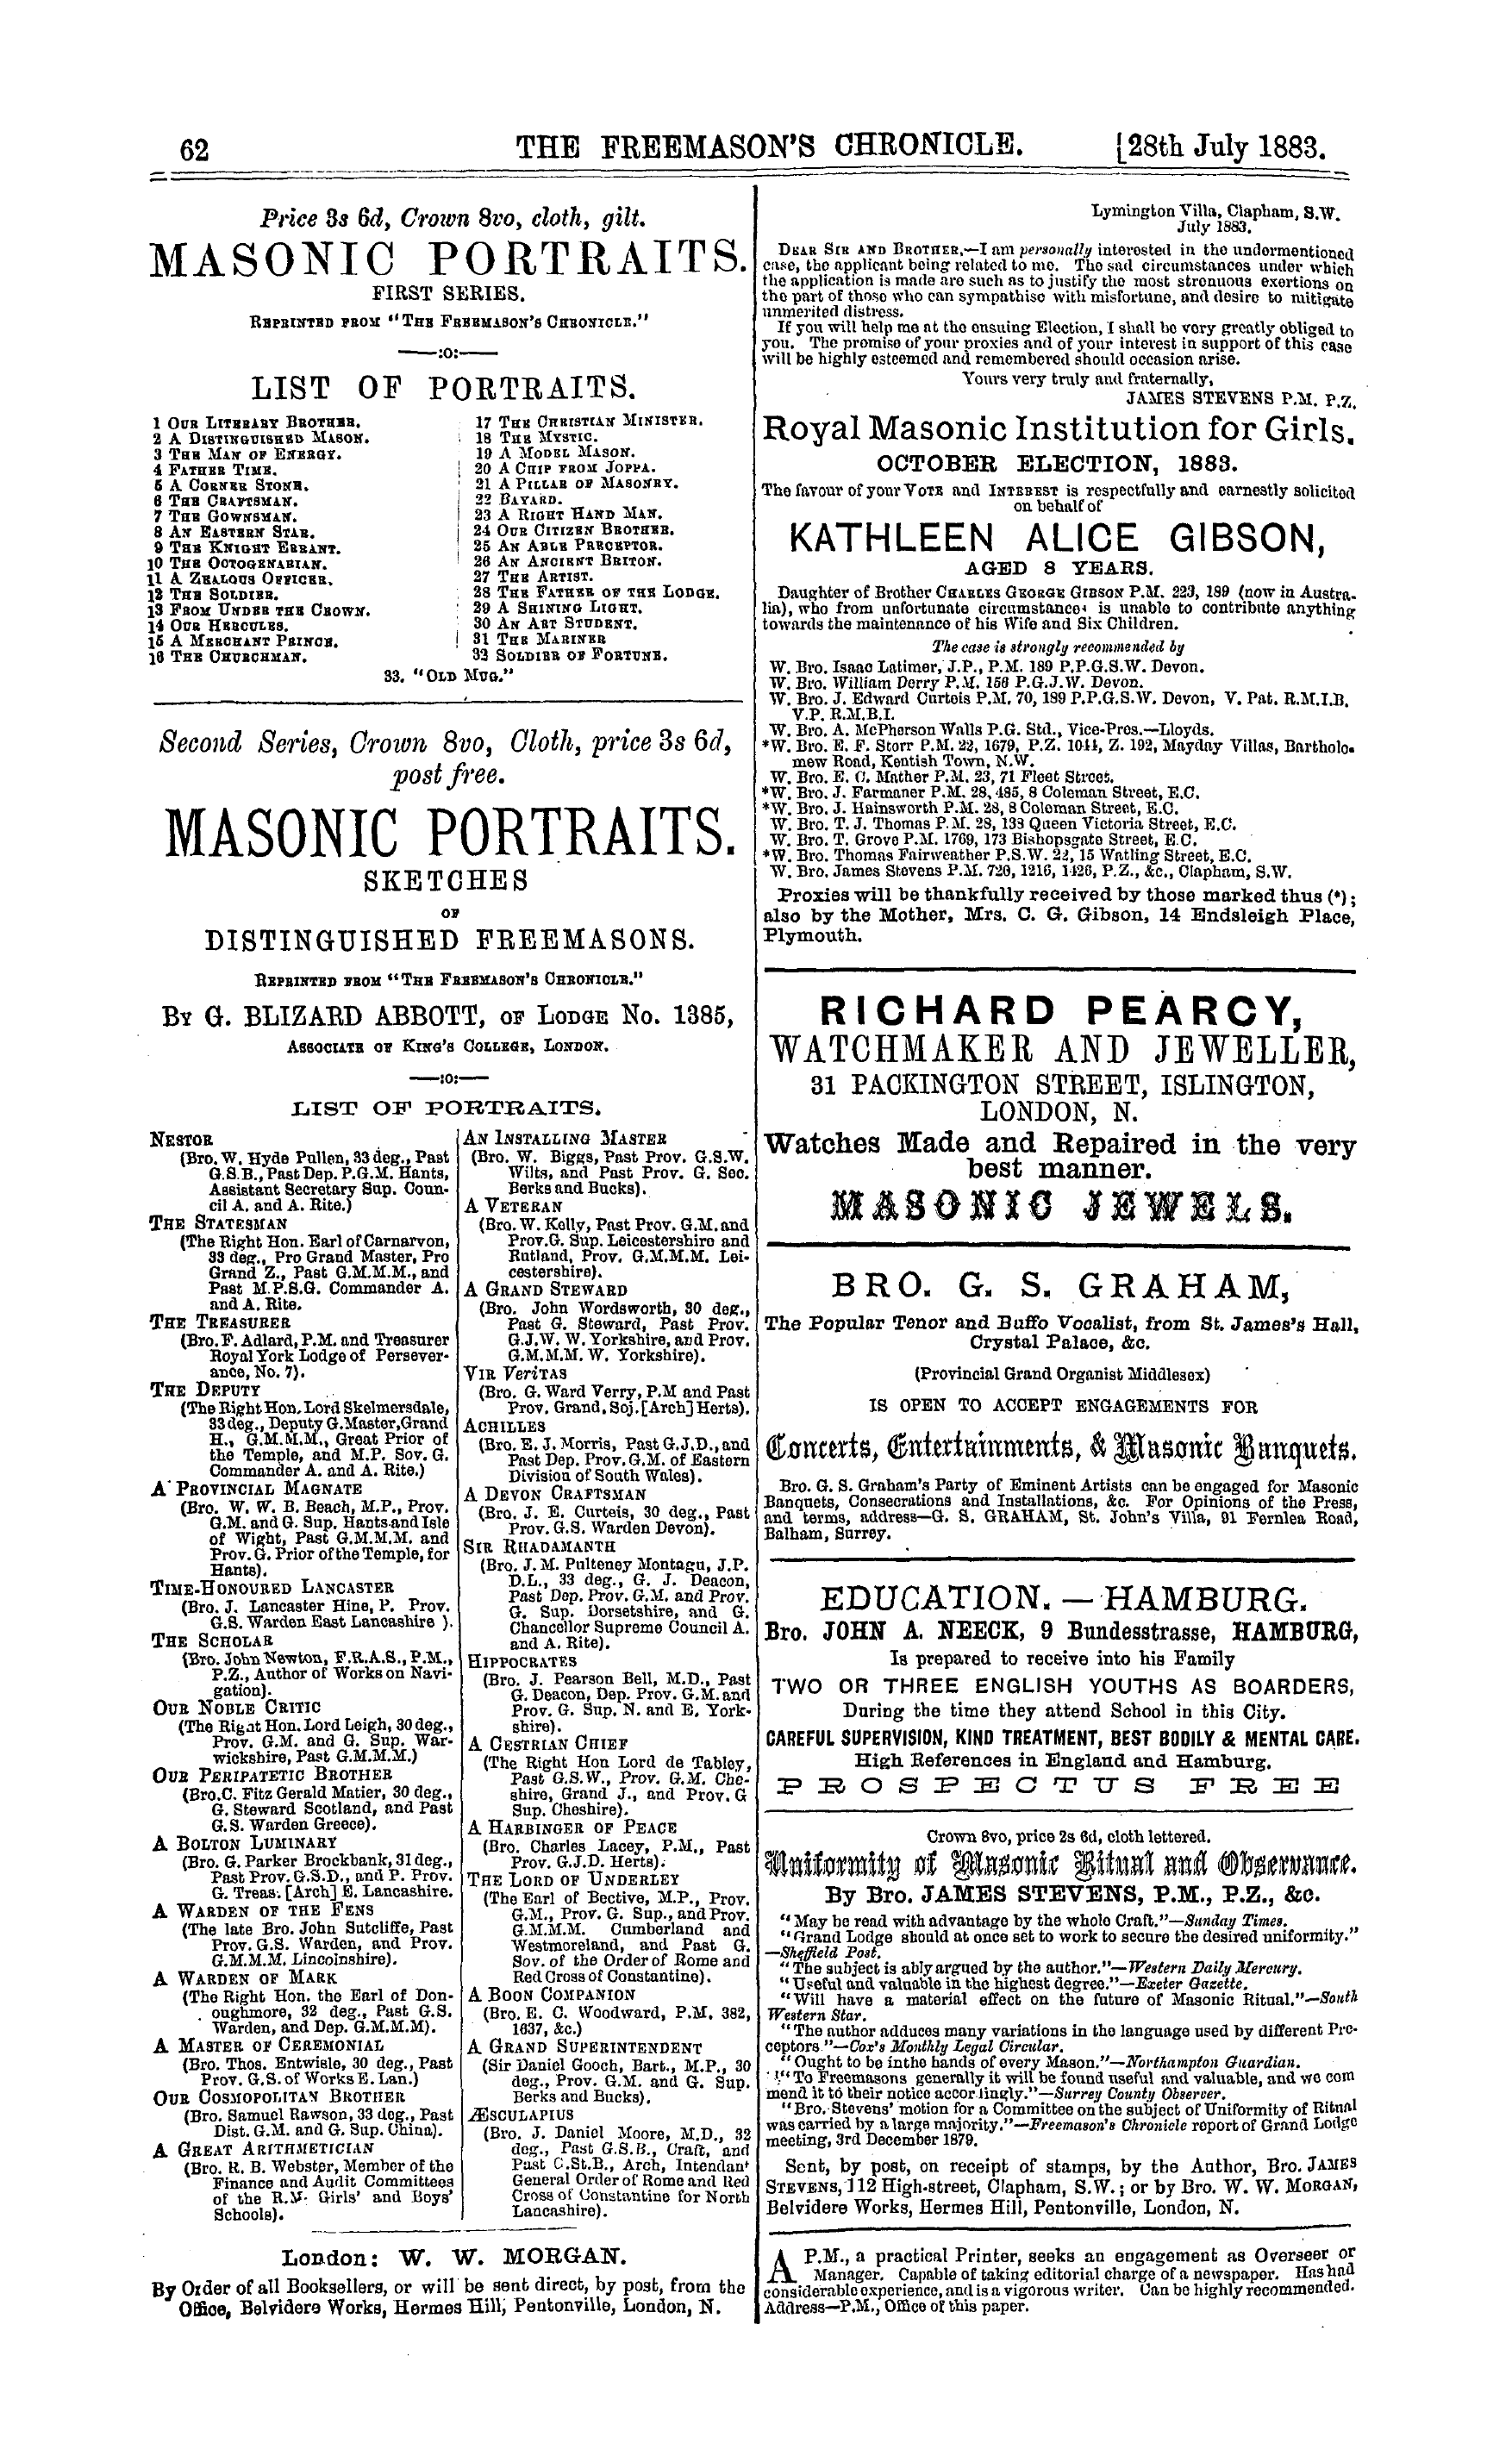 62 THE FREEMASON'S CHRONICLE. [28th July 1883.
Price 3s 6d, Crown 8vo, cloth, gilt.
MASONIC PORTRAITS.
FIRST SERIES.
REPRINTED FROM "THE FREEMASON'S CHRONICLE."
—:o:—
LIST OF PORTRAITS.
1 OUR LITERARY BROTHER.
2 A DISTINGUISHED MASON.
3 THE MAN OF ENERGY.
4 FATHER TIME.
5 A CORNER STONE.
6 THE CRAFTSMAN.
7 THE GOWNSMAN.
8 AN EASTERN STAR.
9 THE KNIGHT ERRANT.
10 THE OCTOGENARIAN.
11 A ZEALOUS OFFICER.
12 THE SOLDIER.
13 FROM UNDER THE CROWN.
14 OUR HERCULES.
15 A MERCHANT PRINCE.
16 THE CHURCHMAN.
17 THE CHRISTIAN MINISTER.
18 THE MYSTIC.
19 A MODEL MASON.
20 A CHIP FROM JOPPA.
21 A PILLAR OF MASONRY.
22 BAYARD.
23 A RIGHT HAND MAN.
24 OUR CITIZEN BROTHER.
25 AN ABLE PRECEPTOR.
26 AN ANCIENT BRITON.
27 THE ARTIST.
28 THE FATHER OF THE LODGE.
29 A SHINING LIGHT.
30 AN ART STUDENT.
31 THE MARINER
32 SOLDIER OF FORTUNE.
33. "OLD MUG."
Second Series, Crown 8vo, Cloth, price 3s 6d,
post free.
MASONIC PORTRAITS.
SKETCHES
OF
DISTINGUISHED FREEMASONS.
REPRINTED FROM "THE FREEMASON'S CHRONICLE."
BY G. BLIZARD ABBOTT, OF LODGE No. 1385,
ASSOCIATE OF KING'S COLLEGE, LONDON.
—:o:—
LIST OF PORTRAITS.
NESTOR
(Bro. W. Hyde Pullen, 33 deg., Past
G.S.B., Past Dep. P.G.M. Hants,
Assistant Secretary Sup. Coun-
cil A. and A. Rite.)
THE STATESMAN
(The Right Hon. Earl of Carnarvon,
33 deg., Pro Grand Master, Pro
Grand Z., Past G.M.M.M., and
Past M.P.S.G. Commander A.
and A. Rite.
THE TREASURER
(Bro. F. Adlard, P.M. and Treasurer
Royal York Lodge of Persever-
ance, No. 7).
THE DEPUTY
(The Right Hon. Lord Skelmersdale,
33 deg., Deputy G. Master, Grand
H., G.M.M.M., Great Prior of
the Temple, and M.P. Sov. G.
Commander A. and A. Rite.)
A PROVINCIAL MAGNATE
(Bro. W. W. B. Beach, M.P., Prov.
G.M. and G. Sup. Hants and Isle
of Wight, Past G.M.M.M. and
Prov. G. Prior of the Temple, for
Hants).
TIME-HONOURED LANCASTER
(Bro. J. Lancaster Hine, P. Prov.
G.S. Warden East Lancashire ).
THE SCHOLAR
(Bro. John Newton, F.R.A.S., P.M.,
P.Z., Author of Works on Navi-
gation).
OUR NOBLE CRITIC
(The Right Hon. Lord Leigh, 30 deg.,
Prov. G.M. and G. Sup. War-
wickshire, Past G.M.M.M.)
OUR PERIPATETIC BROTHER
(Bro. C. Fitz Gerald Matier, 30 deg.,
G. Steward Scotland, and Past
G.S. Warden Greece).
A BOLTON LUMINARY
(Bro. G. Parker Brockbank, 31 deg.,
Past Prov. G.S.D., and P. Prov.
G. Treas. [Arch] E. Lancashire.
A WARDEN OF THE FENS
(The late Bro. John Sutcliffe, Past
Prov. G.S. Warden, and Prov.
G.M.M.M. Lincolnshire).
A WARDEN OF MARK
(The Right Hon. the Earl of Don-
oughmore, 32 deg., Past G.S.
Warden, and Dep. G.M.M.M).
A MASTER OF CEREMONIAL
(Bro. Thos. Entwisle, 30 deg., Past
Prov. G.S. of Works E. Lan.)
OUR COSMOPOLITAN BROTHER
(Bro. Samuel Rawson, 33 deg., Past
Dist. G.M. and G. Sup. China).
A GREAT ARITHMETICIAN
(Bro. R. B. Webster, Member of the
Finance and Audit Committees
of the R.M. Girls' and Boys'
Schools).
AN INSTALLING MASTER
(Bro. W. Biggs, Past Prov. G.S.W.
Wilts, and Past Prov. G. Sec.
Berks and Bucks).
A VETERAN
(Bro. W. Kelly, Past Prov. G.M. and
Prov. G. Sup. Leicestershire and
Rutland, Prov. G.M.M.M. Lei-
cestershire).
A GRAND STEWARD
(Bro. John Wordsworth, 30 deg.,
Past G. Steward, Past Prov.
G.J.W. W. Yorkshire, and Prov.
G.M.M.M. W. Yorkshire).
VIR VERITAS
(Bro. G. Ward Verry, P.M and Past
Prov. Grand. Soj. [Arch] Herts).
ACHILLES
(Bro. E. J. Morris, Past G.J.D., and
Past Dep. Prov. G.M. of Eastern
Division of South Wales).
A DEVON CRAFTSMAN
(Bro. J. E. Curteis, 30 deg., Past
Prov. G.S. Warden Devon).
SIR RHADAMANTH
(Bro. J. M. Pulteney Montagu, J.P.
D.L., 33 deg., G. J. Deacon,
Past Dep. Prov. G.M. and Prov.
G. Sup. Dorsetshire, and G.
Chancellor Supreme Council A.
and A. Rite).
HIPPOCRATES
(Bro. J. Pearson Bell, M.D., Past
G. Deacon, Dep. Prov. G.M. and
Prov. G. Sup. N. and E. York-
shire).
A CESTRIAN CHIEF
(The Right Hon Lord de Tabley,
Past G.S.W., Prov. G.M. Che-
shire, Grand J., and Prov. G
Sup. Cheshire).
A HARBINGER OF PEACE
(Bro. Charles Lacey, P.M., Past
Prov. G.J.D. Herts).
THE LORD OF UNDERLEY
(The Earl of Bective, M.P., Prov.
G.M., Prov. G. Sup., and Prov.
G.M.M.M. Cumberland and
Westmoreland, and Past G.
Sov. of the Order of Rome and
Red Cross of Constantine).
A BOON COMPANION
(Bro. E. C. Woodward, P.M. 382,
1637, &c.)
A GRAND SUPERINTENDENT
(Sir Daniel Gooch, Bart., M.P., 30
deg., Prov. G.M. and G. Sup.
Berks and Bucks).
ÆSCULAPIUS
(Bro. J. Daniel Moore, M.D., 32
deg., Past G.S.B., Craft, and
Past G.St.B., Arch, Intendant
General Order of Rome and Red
Cross of Constantine for North
Lancashire).
London: W. W. MORGAN.
By Order of all Booksellers, or will be sent direct, by post, from the
Office, Belvidere Works, Hermes Hill, Pentonville, London, N.
Lymington Villa, Clapham, S.W.
July 1883.
DEAR SIR AND BROTHER,—I am personally interested in the undermentioned
case, the applicant being related to me. The sad circumstances under which
the application is made are such as to justify the most strenuous exertions on
the part of those who can sympathise with misfortune, and desire to mitigate
unmerited distress.
If you will help me at the ensuing Election, I shall be very greatly obliged to
you. The promise of your proxies and of your interest in support of this case
will be highly esteemed and remembered should occasion arise.
Yours very truly and fraternally,
JAMES STEVENS P.M. P.Z.
Royal Masonic Institution for Girls.
OCTOBER ELECTION, 1883.
The favour of your VOTE and INTEREST is respectfully and earnestly solicited
on behalf of
KATHLEEN ALICE GIBSON,
AGED 8 YEARS.
Daughter of Brother CHARLES GEORGE GIBSON P.M. 223, 189 (now in Austra-
lia), who from unfortunate circumstances is unable to contribute anything
towards the maintenance of his Wife and Six Children.
The case is strongly recommended by
W. Bro. Isaac Latimer, J.P., P.M. 189 P.P.G.S.W. Devon.
W. Bro. William Derry P.M. 156 P.G.J.W. Devon.
W. Bro. J. Edward Curteis P.M. 70, 189 P.P.G.S.W. Devon, V. Pat. R.M.I.B.
V.P. R.M.B.I.
W. Bro. A. McPherson Walls P.G. Std., Vice-Pres.—Lloyds.
*W. Bro. E. F. Storr P.M. 22, 1679, P.Z. 1044, Z. 192, Mayday Villas, Bartholo-
mew Road, Kentish Town, N.W.
W. Bro. E. C. Mather P.M. 23, 71 Fleet Street.
*W. Bro. J. Farmaner P.M. 28, 485, 8 Coleman Street, E.C.
*W. Bro. J. Hainsworth P.M. 28, 8 Coleman Street, E.C.
W. Bro. T. J. Thomas P.M. 28, 133 Queen Victoria Street, E.C.
W. Bro. T. Grove P.M. 1769, 173 Bishopsgate Street, E.C.
*W. Bro. Thomas Fairweather P.S.W. 22, 15 Watling Street, E.C.
W. Bro. James Stevens P.M. 720, 1216, 1426, P.Z., &c., Clapham, S.W.
Proxies will be thankfully received by those marked thus (*);
also by the Mother, Mrs. C. G. Gibson, 14 Endsleigh Place,
Plymouth.
RICHARD PEARCY,
WATCHMAKER AND JEWELLER,
31 PACKINGTON STREET, ISLINGTON,
LONDON, N.
Watches Made and Repaired in the very
best manner.
MASONIC JEWELS.
BRO. G. S. GRAHAM,
The Popular Tenor and Buffo Vocalist, from St. James's Hall,
Crystal Palace, &c.
(Provincial Grand Organist Middlesex)
IS OPEN TO ACCEPT ENGAGEMENTS FOR
Concerts, Entertainments, & Masonic Banquets.
Bro. G. S. Graham's Party of Eminent Artists can be engaged for Masonic
Banquets, Consecrations and Installations, &c. For Opinions of the Press,
and terms, address—G. S. GRAHAM, St. John's Villa, 91 Fernlea Road,
Balham, Surrey.
EDUCATION. — HAMBURG.
Bro. JOHN A. NEECK, 9 Bundesstrasse, HAMBURG,
Is prepared to receive into his Family
TWO OR THREE ENGLISH YOUTHS AS BOARDERS,
During the time they attend School in this City.
CAREFUL SUPERVISION, KIND TREATMENT, BEST BODILY & MENTAL CARE.
High References in England and Hamburg.
PROSPECTUS FREE
Crown 8vo, price 2s 6d, cloth lettered.
Uniformity of Masonic Ritual and Observance.
By Bro. JAMES STEVENS, P.M., P.Z., &c.
"May be read with advantage by the whole Craft."—Sunday Times.
"Grand Lodge should at once set to work to secure the desired uniformity."
—Sheffield Post.
"The subject is ably argued by the author."—Western Daily Mercury.
"Useful and valuable in the highest degree."—Exeter Gazette.
"Will have a material effect on the future of Masonic Ritual."—South
Western Star.
"The author adduces many variations in the language used by different Pre-
ceptors."—Cox's Monthly Legal Circular.
"Ought to be inthe hands of every Mason."—Northampton Guardian.
"To Freemasons generally it will be found useful and valuable, and we com
mend it to their notice accordingly."—Surrey County Observer.
"Bro. Stevens' motion for a Committee on the subject of Uniformity of Ritual
was carried by a large majority."—Freemason's Chronicle report of Grand Lodge
meeting, 3rd December 1879.
Sent, by post, on receipt of stamps, by the Author, Bro. JAMES
STEVENS, 112 High-street, Clapham, S.W.; or by Bro. W. W. MORGAN,
Belvidere Works, Hermes Hill, Pentonville, London, N.
A P.M., a practical Printer, seeks an engagement as Overseer or
Manager. Capable of taking editorial charge of a newspaper. Has had
considerable experience, and is a vigorous writer. Can be highly recommended.
Address—P.M., Office of this paper.